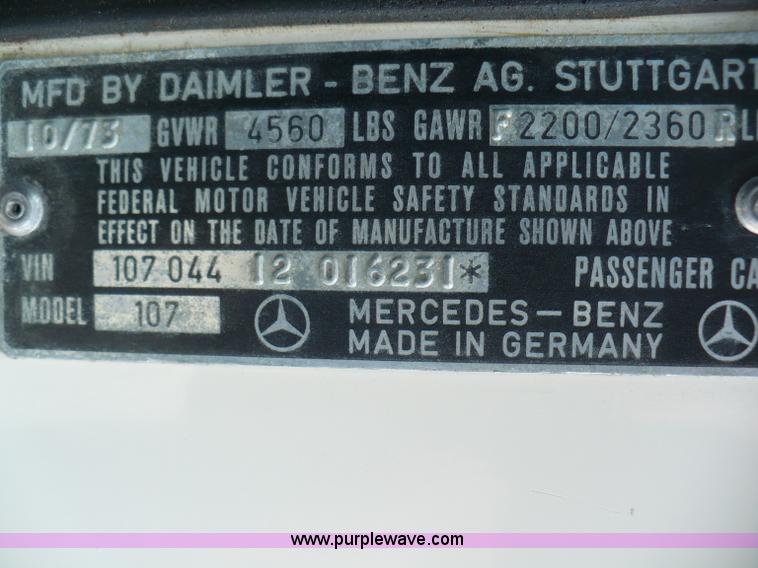 MFD BY DAIMLER - BENZ AG. STUTTGART
10/73 GVWR 4560 LBS GAWR F 2200/2360 R
THIS VEHICLE CONFORMS TO ALL APPLICABLE
FEDERAL MOTOR VEHICLE SAFETY STANDARDS IN
EFFECT ON THE DATE OF MANUFACTURE SHOWN ABOVE
VIN 107 044 12 016231* PASSENGER CA
MODEL 107 MERCEDES-BENZ
MADE IN GERMANY
www.purplewave.com